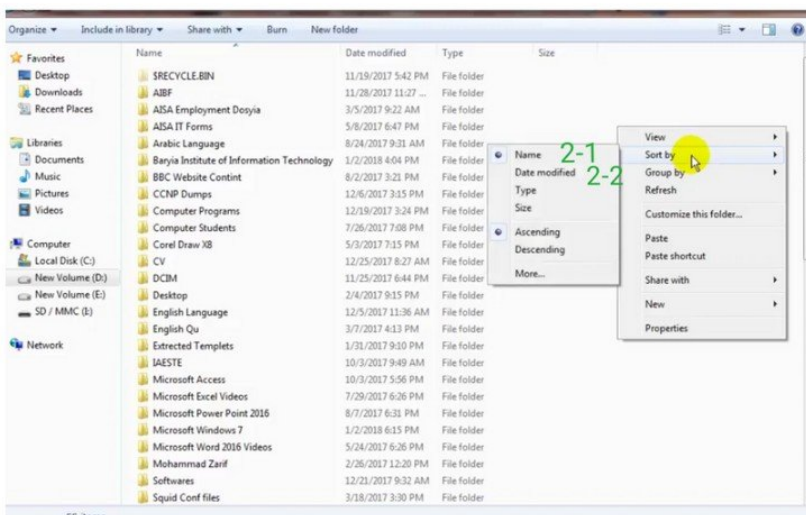 Organize Include in library Share with Burn New folder
Name Date modified Type Size
Favorites
Desktop
Downloads
Recent Places
Libraries
Documents
Music
Pictures
Videos
Computer
Local Disk (C:)
New Volume (D:)
New Volume (E:)
SD / MMC (I:)
Network
$RECYCLE.BIN 11/19/2017 5:42 PM File folder
AIBF 11/28/2017 11:27 ... File folder
AISA Employment Dosyia 3/5/2017 9:22 AM File folder
AISA IT Forms 5/8/2017 6:47 PM File folder
Arabic Language 8/24/2017 9:31 AM File folder
Baryia Institute of Information Technology 1/2/2018 4:04 PM File folder
BBC Website Contint 8/2/2017 3:21 PM File folder
CCNP Dumps 12/6/2017 3:15 PM File folder
Computer Programs 12/19/2017 3:24 PM File folder
Computer Students 7/26/2017 7:08 PM File folder
Corel Draw X8 5/3/2017 7:15 PM File folder
CV 12/25/2017 8:27 AM File folder
DCIM 11/25/2017 6:44 PM File folder
Desktop 2/4/2017 9:15 PM File folder
English Language 12/5/2017 11:36 AM File folder
English Qu 3/7/2017 4:13 PM File folder
Extrected Templets 1/31/2017 9:10 PM File folder
IAESTE 10/3/2017 9:49 AM File folder
Microsoft Access 10/3/2017 5:56 PM File folder
Microsoft Excel Videos 7/29/2017 6:26 PM File folder
Microsoft Power Point 2016 8/7/2017 6:31 PM File folder
Microsoft Windows 7 1/2/2018 6:15 PM File folder
Microsoft Word 2016 Videos 5/24/2017 6:26 PM File folder
Mohammad Zarif 2/26/2017 12:20 PM File folder
Softwares 12/21/2017 9:32 AM File folder
Squid Conf files 3/18/2017 3:30 PM File folder
Name 2-1
Date modified 2-2
Type
Size
Ascending
Descending
More...
View
Sort by
Group by
Refresh
Customize this folder...
Paste
Paste shortcut
Share with
New
Properties